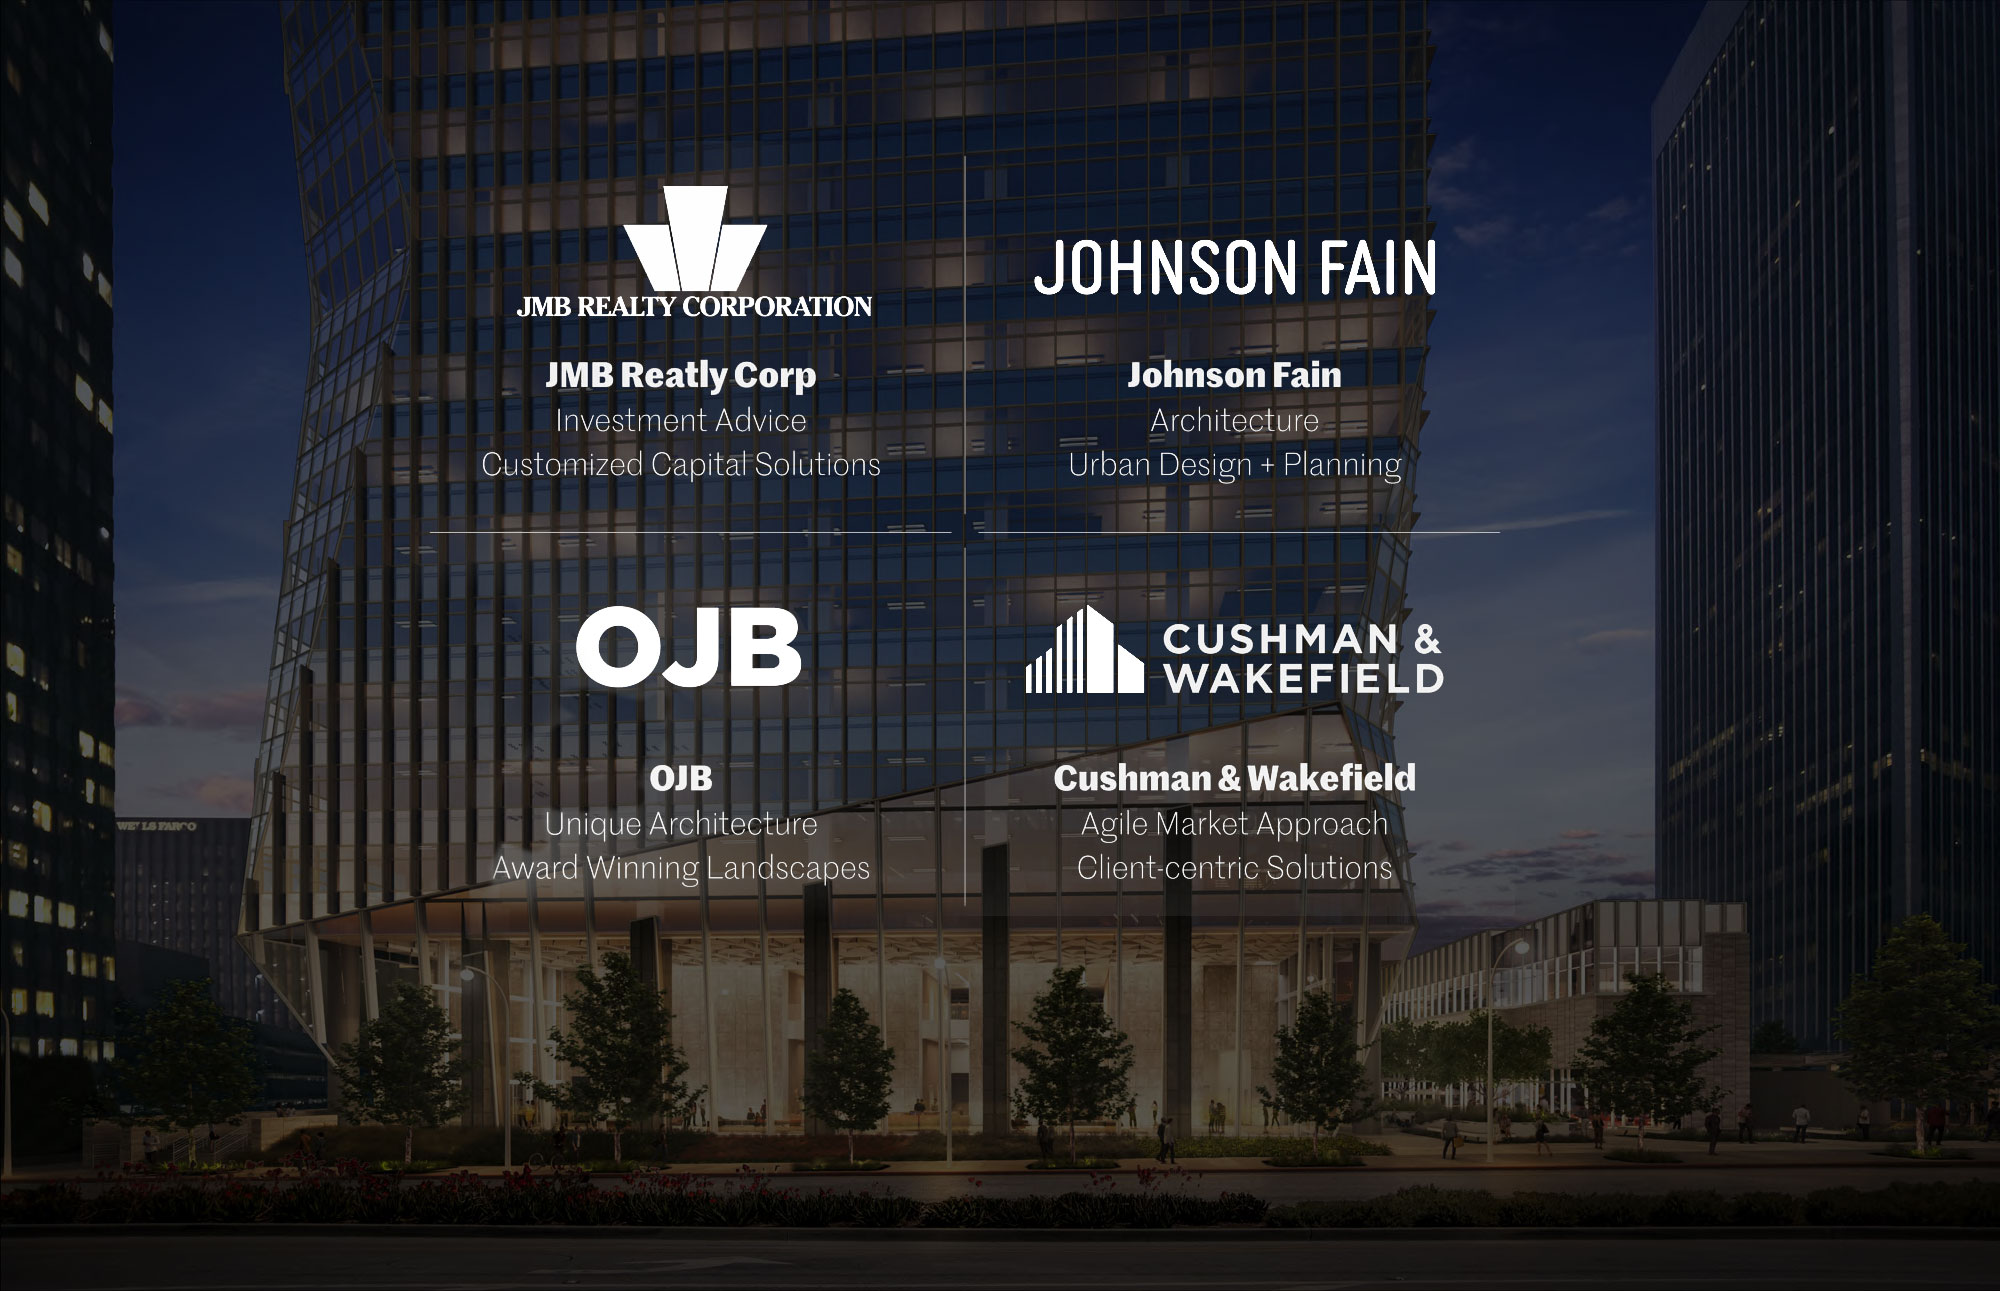 JMB REALTY CORPORATION
JMB Reatly Corp
Investment Advice
Customized Capital Solutions
JOHNSON FAIN
Johnson Fain
Architecture
Urban Design + Planning
OJB
OJB
Unique Architecture
Award Winning Landscapes
CUSHMAN &
WAKEFIELD
Cushman & Wakefield
Agile Market Approach
Client-centric Solutions
WELLS FARGO